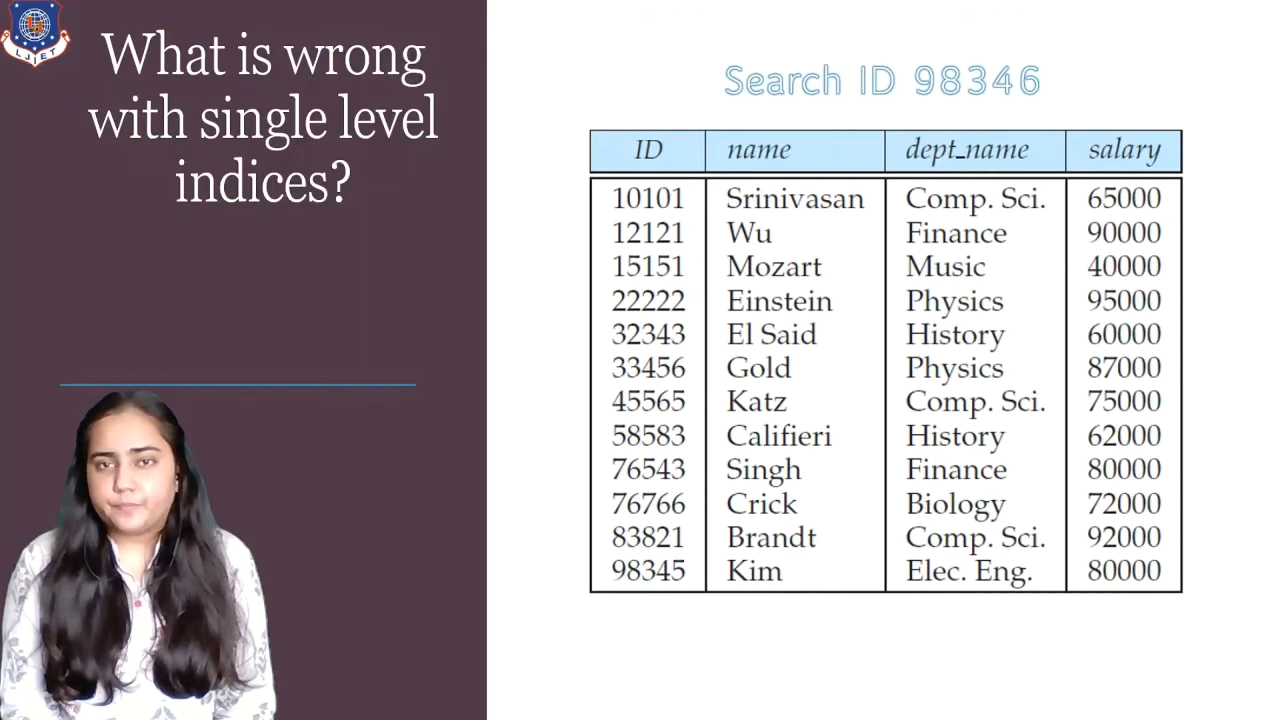 LJIET
What is wrong
with single level
indices?
Search ID 98346
ID name dept_name salary
10101 Srinivasan Comp. Sci. 65000
12121 Wu Finance 90000
15151 Mozart Music 40000
22222 Einstein Physics 95000
32343 El Said History 60000
33456 Gold Physics 87000
45565 Katz Comp. Sci. 75000
58583 Califieri History 62000
76543 Singh Finance 80000
76766 Crick Biology 72000
83821 Brandt Comp. Sci. 92000
98345 Kim Elec. Eng. 80000